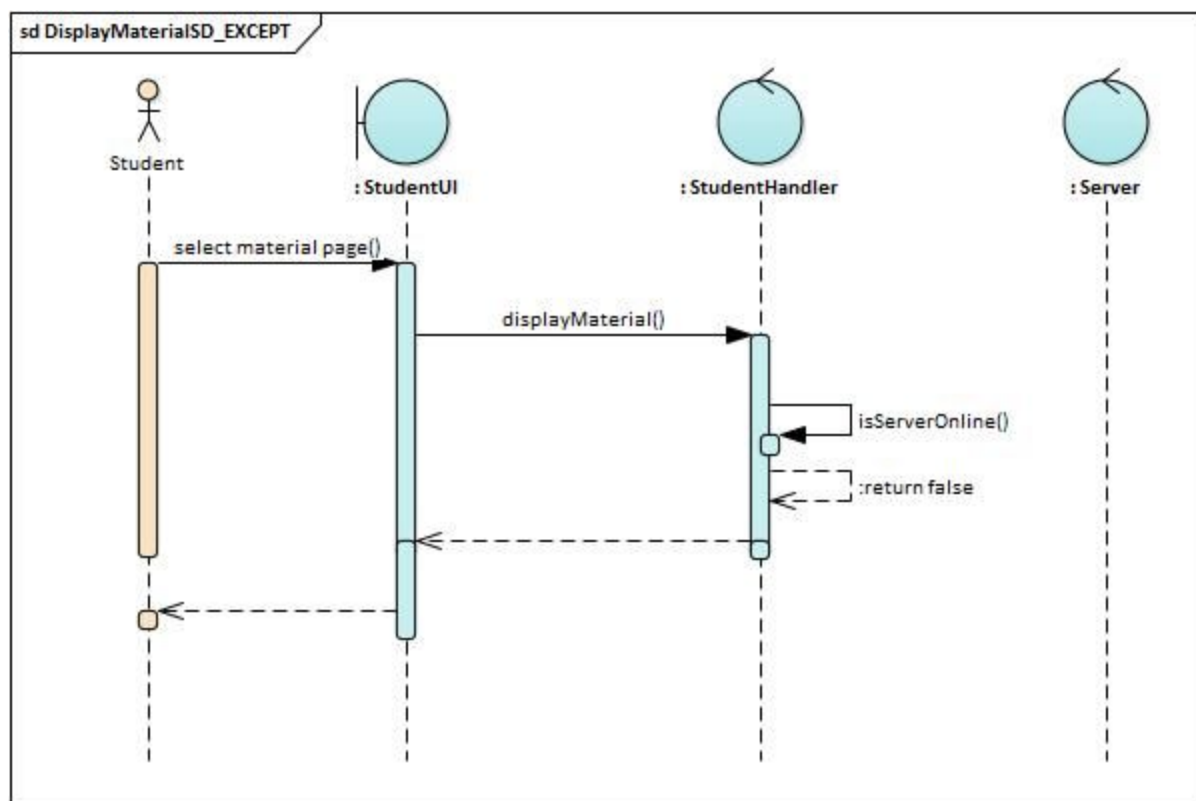 sd DisplayMaterialSD_EXCEPT
Student
: StudentUI
: StudentHandler
: Server
select material page()
displayMaterial()
isServerOnline()
:return false